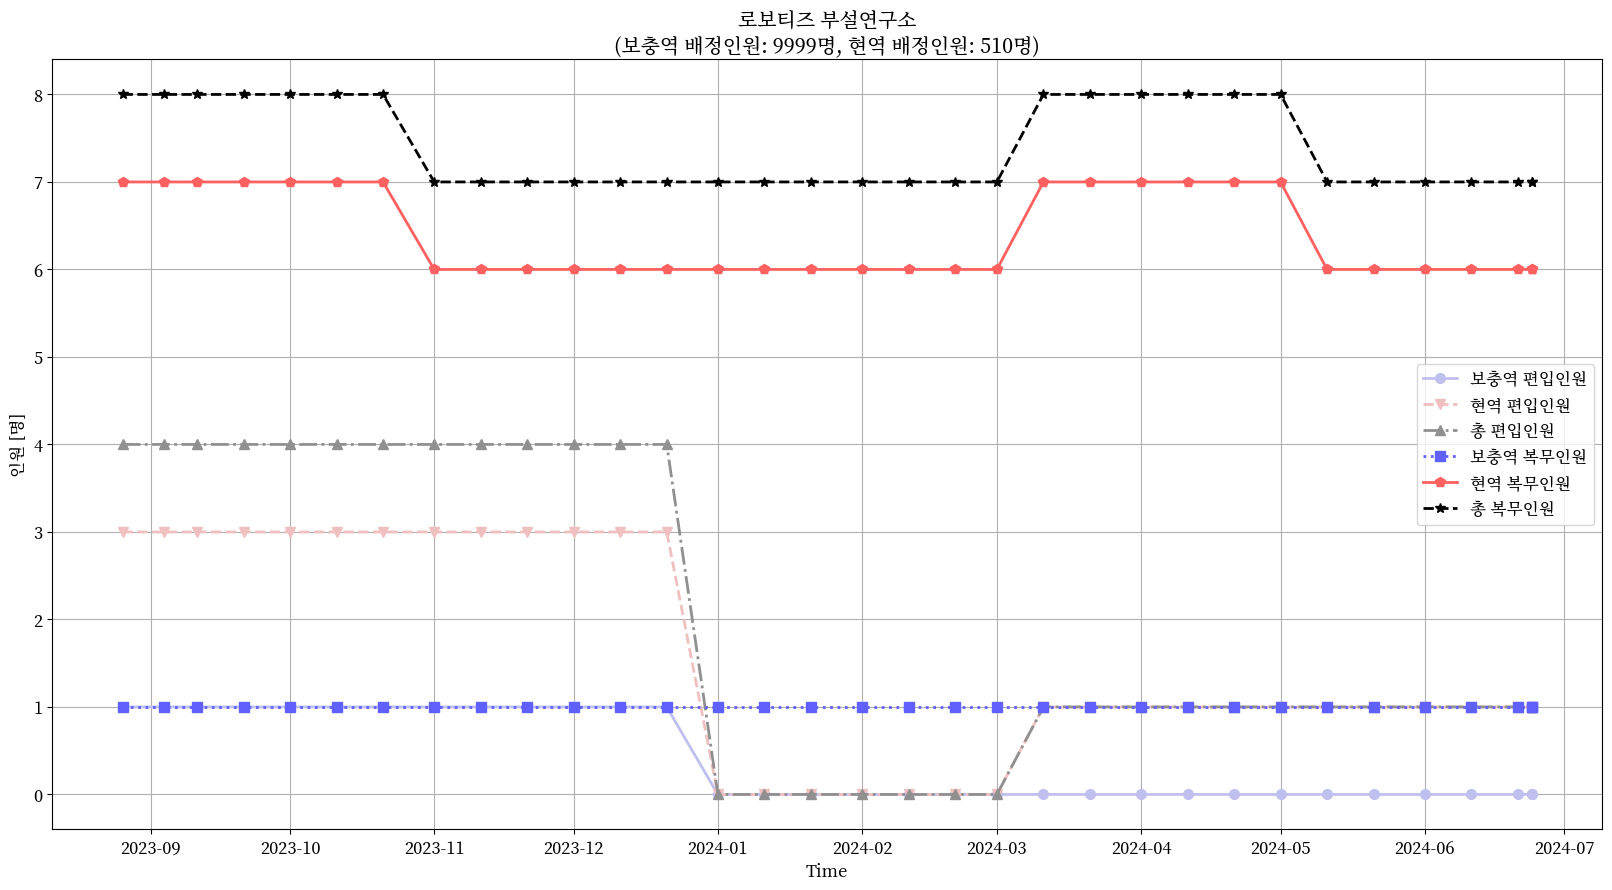 로보티즈 부설연구소
(보충역 배정인원: 9999명, 현역 배정인원: 510명)
인원 [명]
8
7
6
5
4
3
2
1
0
보충역 편입인원
현역 편입인원
총 편입인원
보충역 복무인원
현역 복무인원
총 복무인원
2023-09 2023-10 2023-11 2023-12 2024-01 2024-02 2024-03 2024-04 2024-05 2024-06 2024-07
Time